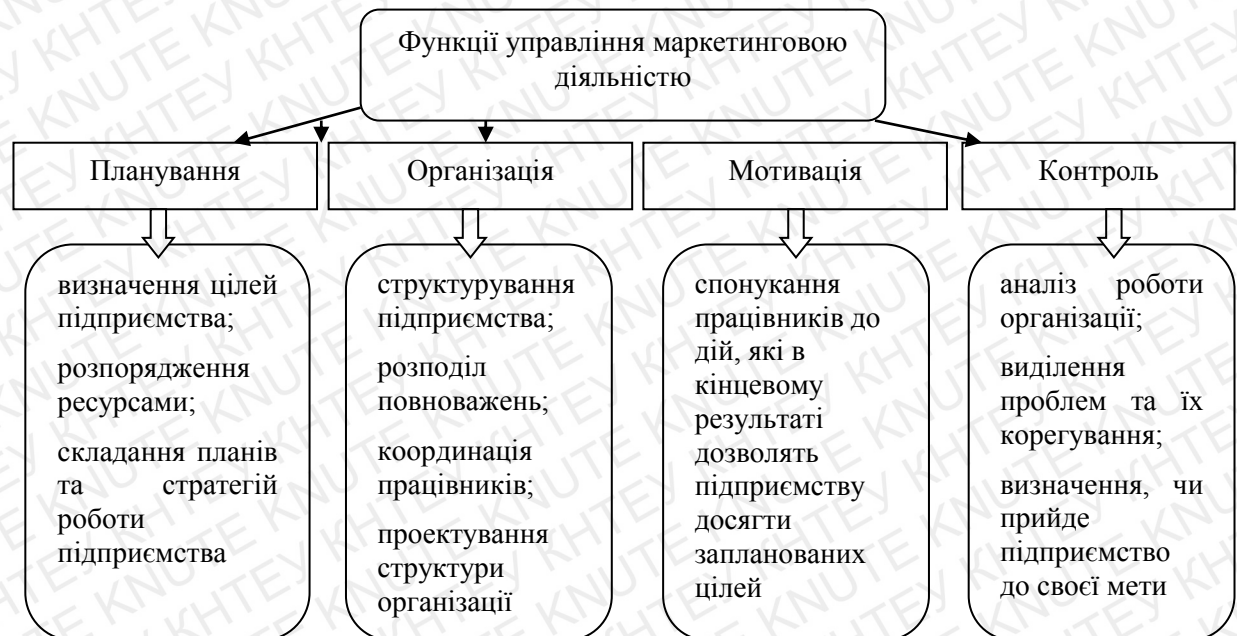 Функції управління маркетинговою
діяльністю
Планування
Організація
Мотивація
Контроль
визначення цілей
підприємства;
розпорядження
ресурсами;
складання планів
та стратегій
роботи
підприємства
структурування
підприємства;
розподіл
повноважень;
координація
працівників;
проектування
структури
організації
спонукання
працівників до
дій, які в
кінцевому
результаті
дозволять
підприємству
досягти
запланованих
цілей
аналіз роботи
організації;
виділення
проблем та їх
корегування;
визначення, чи
прийде
підприємство
до своєї мети